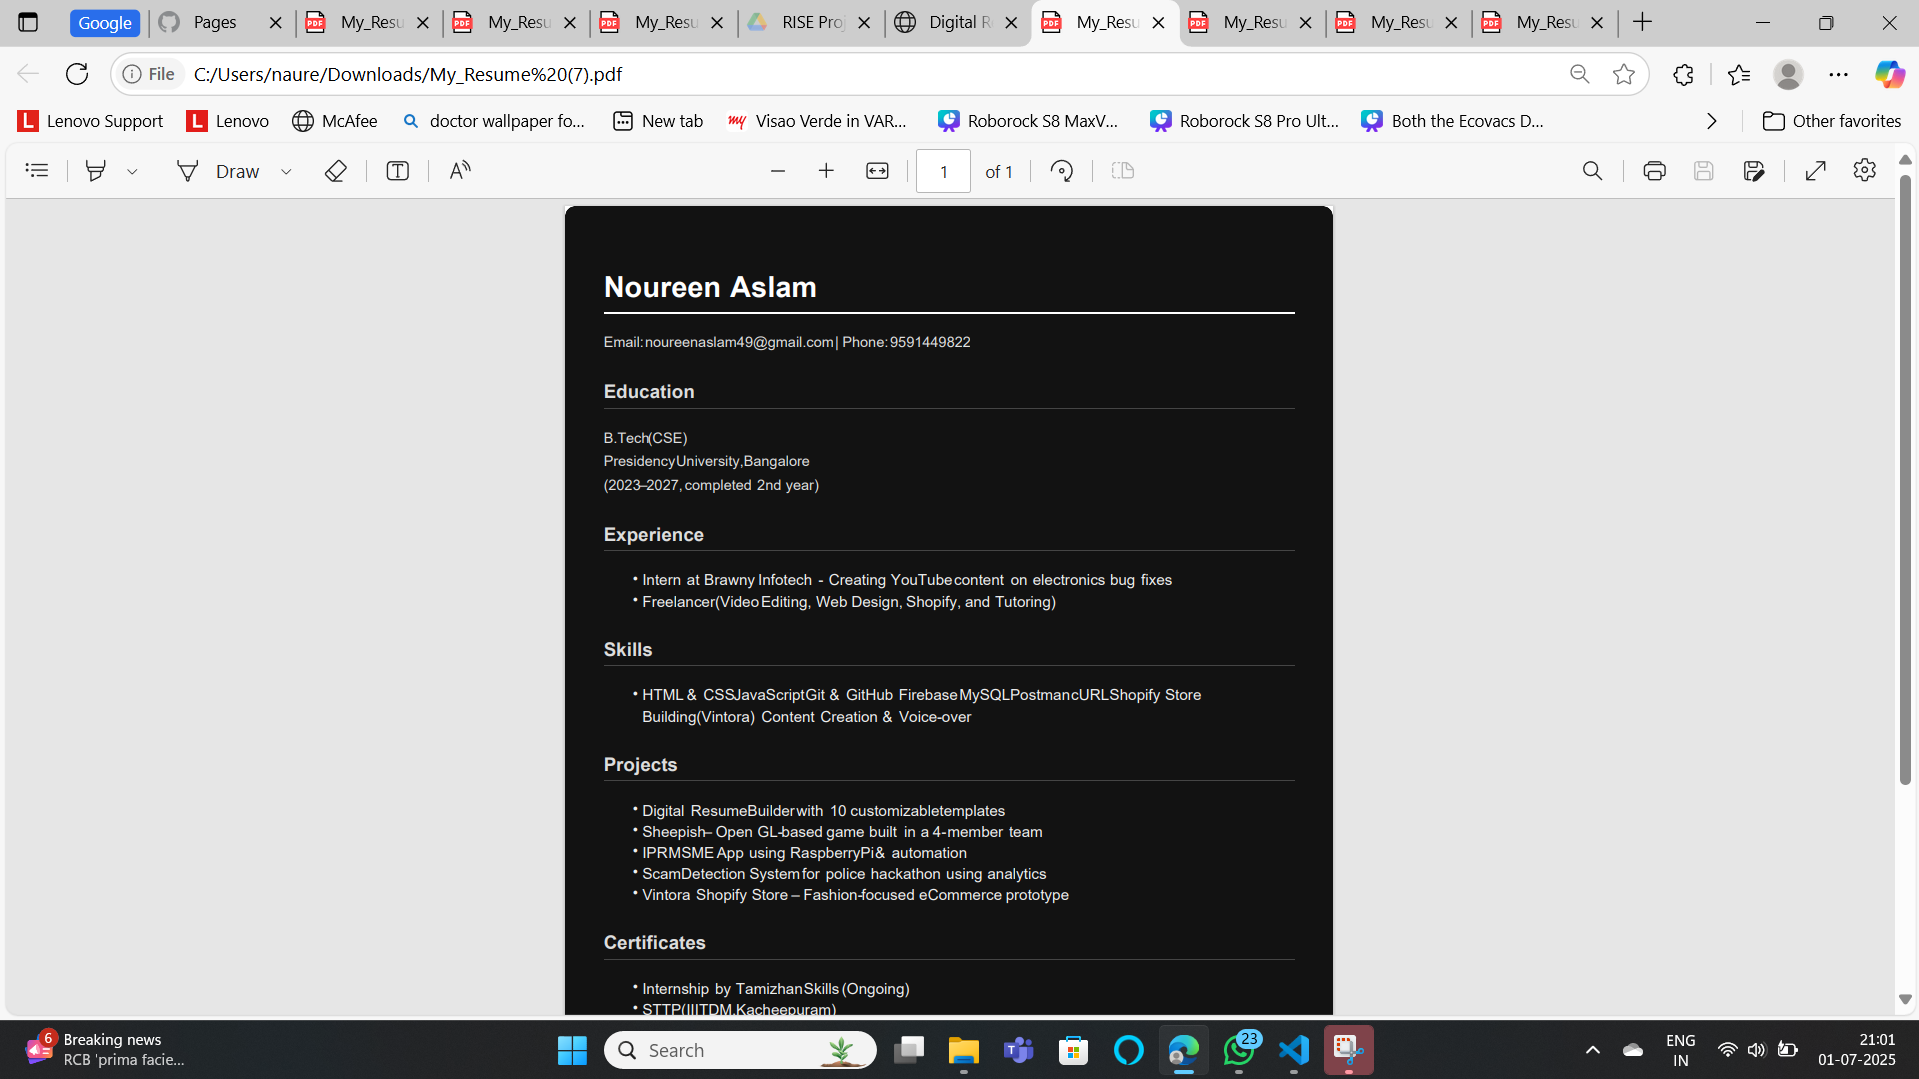 Google
Pages
My_Resu
My_Resu
My_Resu
RISE Proj
Digital R
My_Resu
My_Resu
My_Resu
My_Resu
File
C:/Users/naure/Downloads/My_Resume%20(7).pdf
Lenovo Support
Lenovo
McAfee
doctor wallpaper fo...
New tab
Visao Verde in VAR...
Roborock S8 MaxV...
Roborock S8 Pro Ult...
Both the Ecovacs D...
Other favorites
Draw
1
of 1
Noureen Aslam
Email: noureenaslam49@gmail.com | Phone: 9591449822
Education
B.Tech(CSE)
PresidencyUniversity,Bangalore
(2023–2027, completed 2nd year)
Experience
• Intern at Brawny Infotech - Creating YouTubecontent on electronics bug fixes
• Freelancer(Video Editing, Web Design, Shopify, and Tutoring)
Skills
• HTML & CSSJavaScriptGit & GitHub FirebaseMySQLPostmancURLShopify Store
Building(Vintora) Content Creation & Voice-over
Projects
• Digital ResumeBuilderwith 10 customizabletemplates
• Sheepish– Open GL-based game built in a 4-member team
• IPRMSME App using RaspberryPi& automation
• ScamDetection Systemfor police hackathon using analytics
• Vintora Shopify Store – Fashion-focused eCommerce prototype
Certificates
• Internship by TamizhanSkills (Ongoing)
• STTP(IIITDM,Kacheepuram)
6
Breaking news
RCB 'prima facie...
Search
23
ENG
IN
21:01
01-07-2025